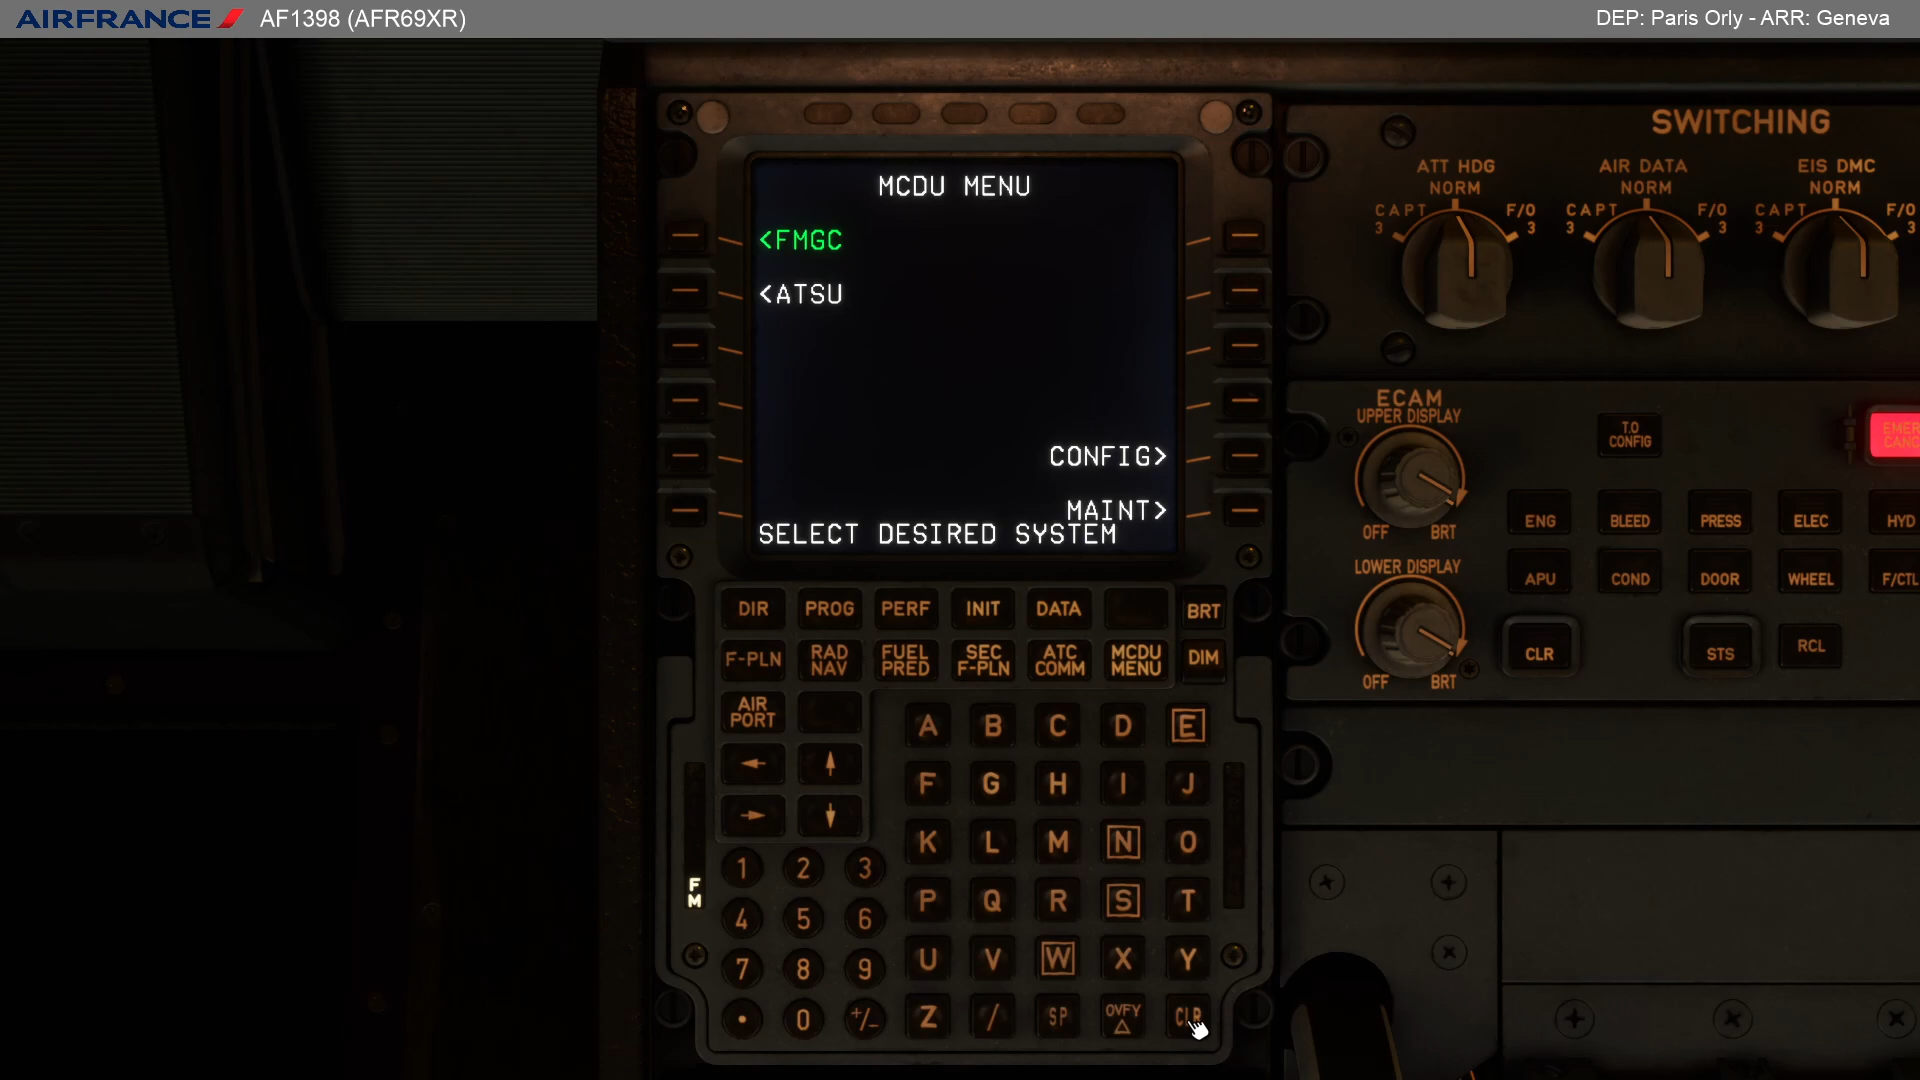 AIRFRANCE AF1398 (AFR69XR) DEP: Paris Orly - ARR: Geneva
MCDU MENU
<FMGC
<ATSU
CONFIG>
MAINT>
SELECT DESIRED SYSTEM
DIR PROG PERF INIT DATA BRT
F-PLN RAD NAV FUEL PRED SEC F-PLN ATC COMM MCDU MENU DIM
AIR PORT
A B C D E
F G H I J
K L M N O
P Q R S T
U V W X Y
Z / SP OVFY CLR
1 2 3
4 5 6
7 8 9
. 0 +/-
FM
SWITCHING
ATT HDG AIR DATA EIS DMC
NORM NORM NORM
CAPT F/O CAPT F/O CAPT F/O
3 3 3 3 3 3
ECAM
UPPER DISPLAY
OFF BRT
LOWER DISPLAY
OFF BRT
T.O CONFIG
EMER CANC
ENG BLEED PRESS ELEC HYD
APU COND DOOR WHEEL F/CTL
CLR STS RCL